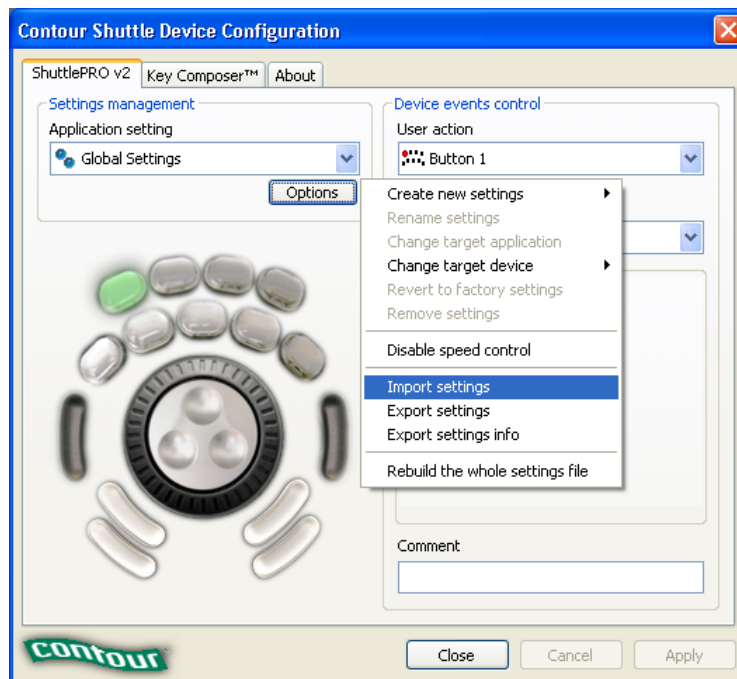 Contour Shuttle Device Configuration
ShuttlePRO v2
Key Composer™
About
Settings management
Application setting
Global Settings
Options
Device events control
User action
Button 1
Create new settings
Rename settings
Change target application
Change target device
Revert to factory settings
Remove settings
Disable speed control
Import settings
Export settings
Export settings info
Rebuild the whole settings file
Comment
contour
Close
Cancel
Apply